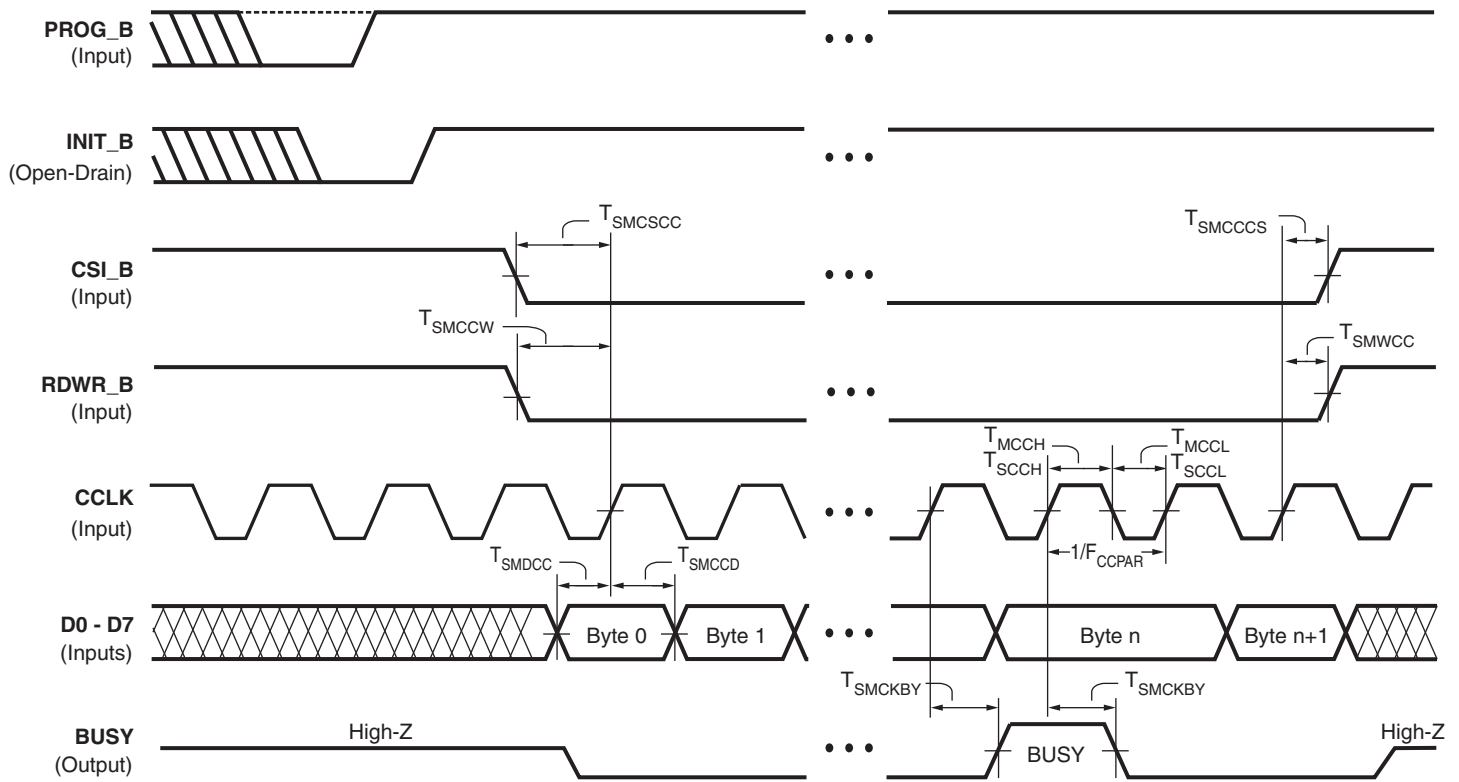 PROG_B
(Input)
INIT_B
(Open-Drain)
TSMCSCC
TSMCCCS
CSI_B
(Input)
TSMCCW
TSMWCC
RDWR_B
(Input)
TMCCH
TSCCH
TMCCL
TSCCL
CCLK
(Input)
1/FCCPAR
TSMDCC
TSMCCD
D0 - D7
(Inputs)
Byte 0
Byte 1
Byte n
Byte n+1
TSMCKBY
TSMCKBY
BUSY
(Output)
High-Z
BUSY
High-Z